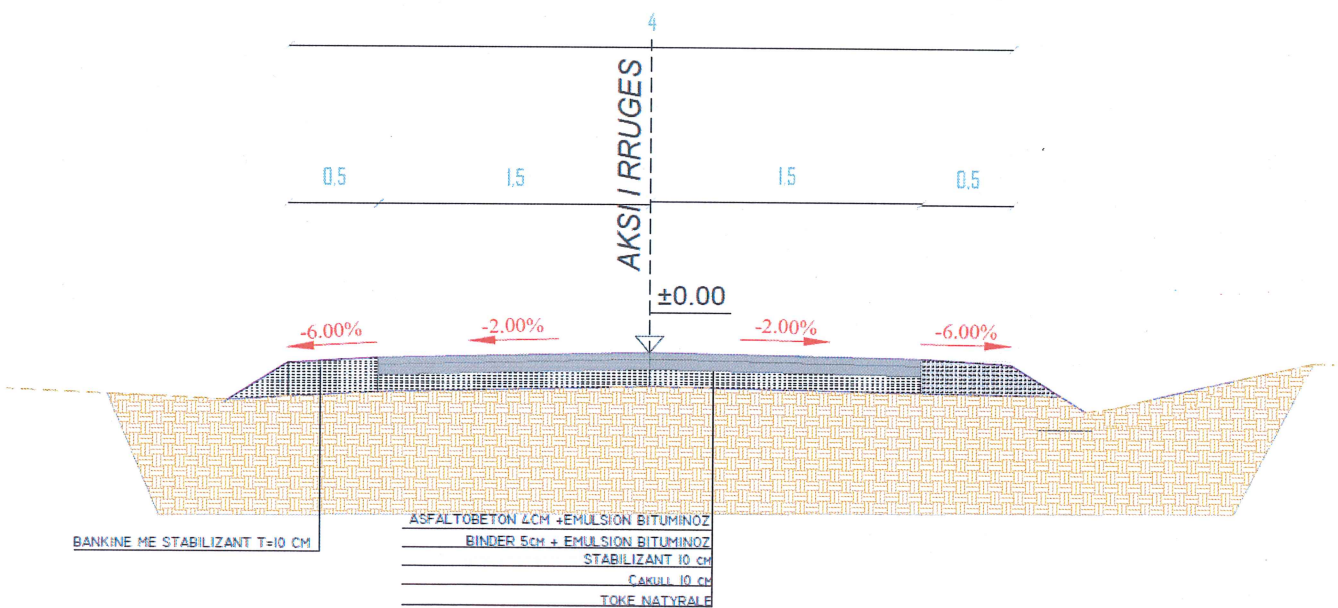 4
AKSI I RRUGES
0.5 1.5 1.5 0.5
±0.00
-6.00% -2.00% -2.00% -6.00%
ASFALTOBETON 4CM +EMULSION BITUMINOZ
BINDER 5CM + EMULSION BITUMINOZ
BANKINE ME STABILIZANT T=10 CM
STABILIZANT 10 CM
ÇAKULL 10 CM
TOKE NATYRALE